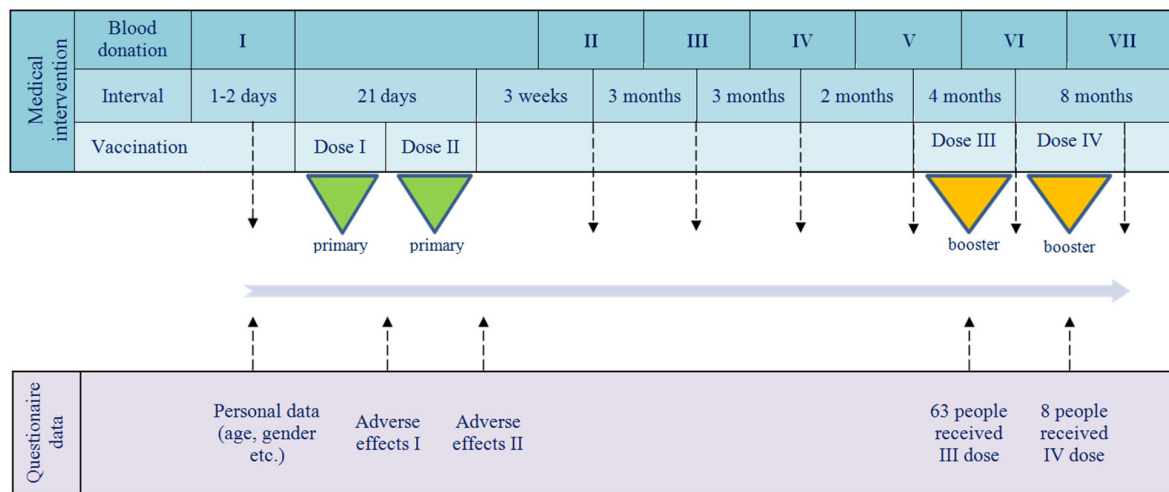 Medical
intervention
Blood
donation
I
II
III
IV
V
VI
VII
Interval
1-2 days
21 days
3 weeks
3 months
3 months
2 months
4 months
8 months
Vaccination
Dose I
Dose II
Dose III
Dose IV
primary
primary
booster
booster
Questionaire
data
Personal data
(age, gender
etc.)
Adverse
effects I
Adverse
effects II
63 people
received
III dose
8 people
received
IV dose